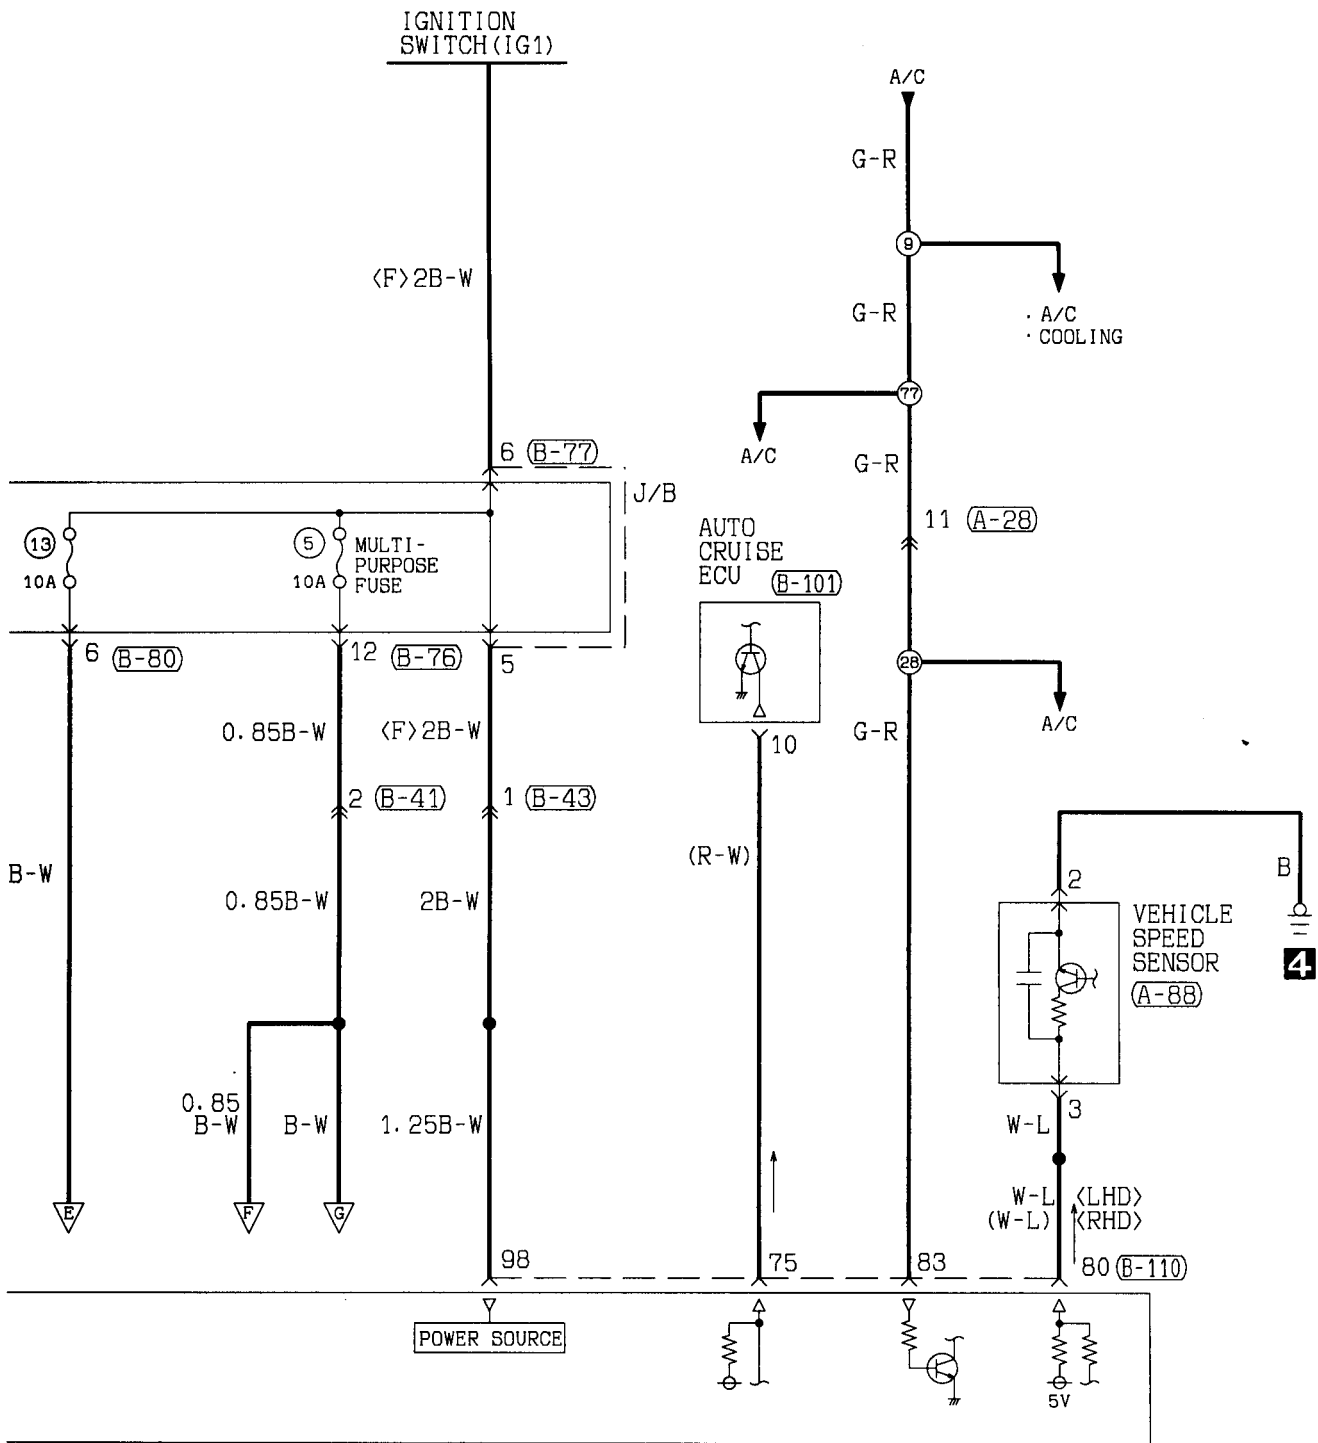 IGNITION
SWITCH(IG1)
A/C
G-R
9
<F>2B-W
G-R
· A/C
· COOLING
77
6 (B-77)
A/C
G-R
J/B
11 (A-28)
13
10A
5
10A
MULTI-
PURPOSE
FUSE
AUTO
CRUISE
ECU
(B-101)
6 (B-80)
12 (B-76)
5
28
0.85B-W
<F>2B-W
10
G-R
A/C
2 (B-41)
1 (B-43)
B-W
(R-W)
2
B
0.85B-W
2B-W
VEHICLE
SPEED
SENSOR
(A-88)
4
0.85
B-W
B-W
1.25B-W
3
W-L
W-L <LHD>
(W-L) <RHD>
E
F
G
98
75
83
80 (B-110)
POWER SOURCE
5V